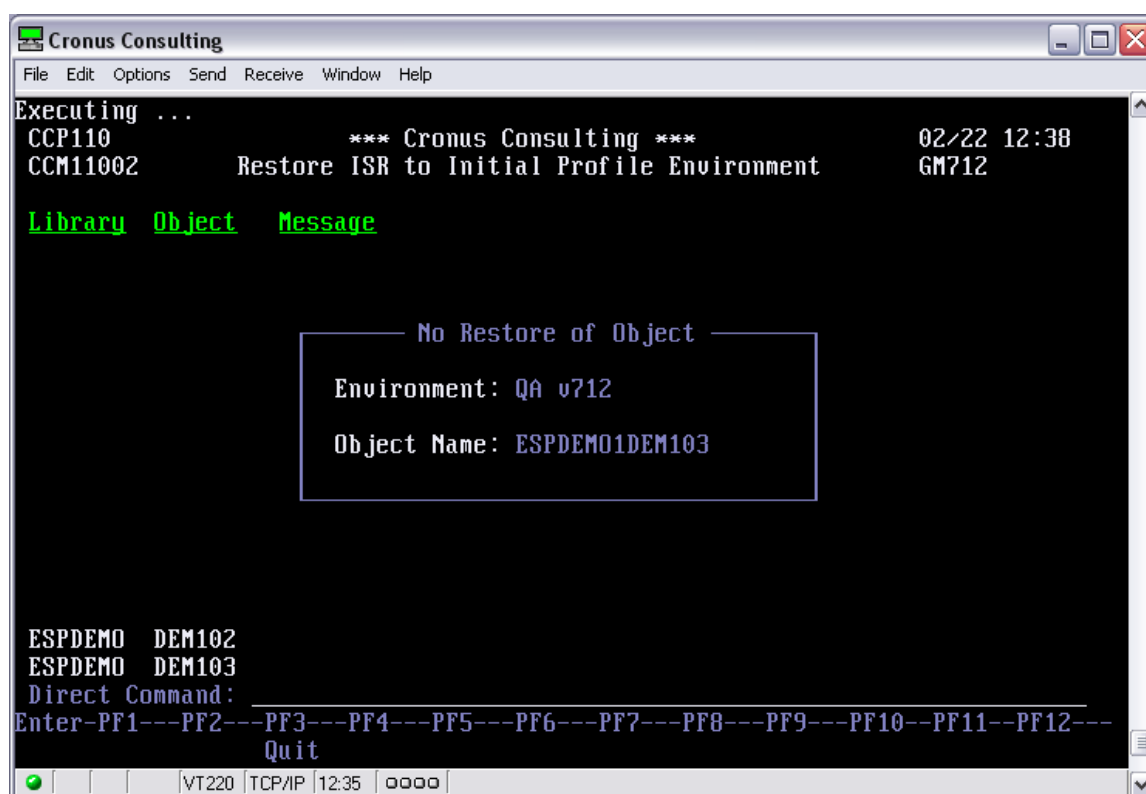 Cronus Consulting
File Edit Options Send Receive Window Help
Executing ...
CCP110 *** Cronus Consulting *** 02/22 12:38
CCM11002 Restore ISR to Initial Profile Environment GM712
Library Object Message
No Restore of Object
Environment: QA v712
Object Name: ESPDEMO1DEM103
ESPDEMO DEM102
ESPDEMO DEM103
Direct Command:
Enter-PF1---PF2---PF3---PF4---PF5---PF6---PF7---PF8---PF9---PF10--PF11--PF12---
Quit
VT220 TCP/IP 12:35